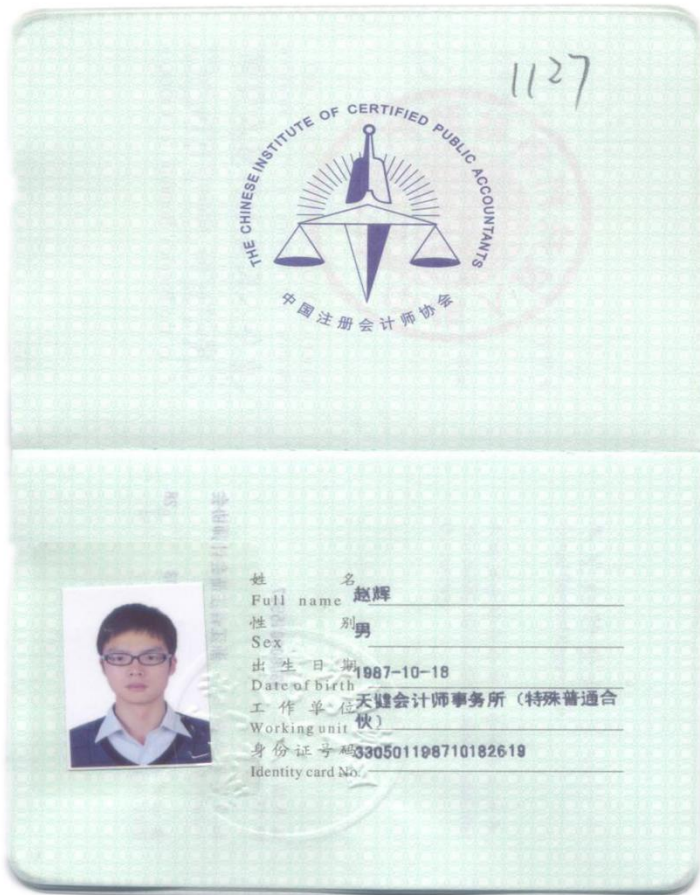 1127
THE CHINESE INSTITUTE OF CERTIFIED PUBLIC ACCOUNTANTS
中国注册会计师协会
姓 名 赵辉
Full name
性 别 男
Sex
出生日期 1987-10-18
Date of birth
工作单位 天健会计师事务所（特殊普通合
Working unit 伙）
身份证号码 330501198710182619
Identity card No.